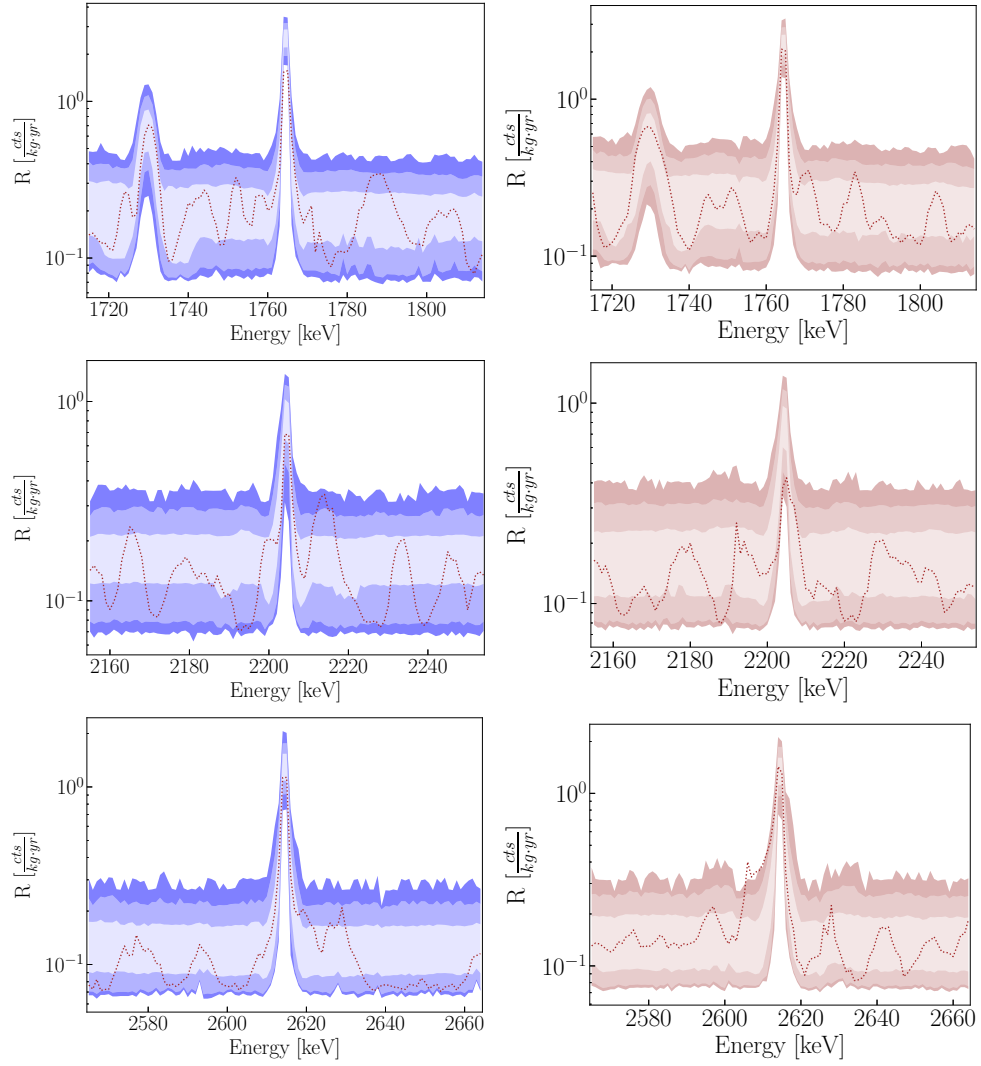 R [cts/kg·yr]
10⁰
10⁻¹
1720 1740 1760 1780 1800
Energy [keV]
R [cts/kg·yr]
10⁰
10⁻¹
1720 1740 1760 1780 1800
Energy [keV]
R [cts/kg·yr]
10⁰
10⁻¹
2160 2180 2200 2220 2240
Energy [keV]
R [cts/kg·yr]
10⁰
10⁻¹
2160 2180 2200 2220 2240
Energy [keV]
R [cts/kg·yr]
10⁰
10⁻¹
2580 2600 2620 2640 2660
Energy [keV]
R [cts/kg·yr]
10⁰
10⁻¹
2580 2600 2620 2640 2660
Energy [keV]